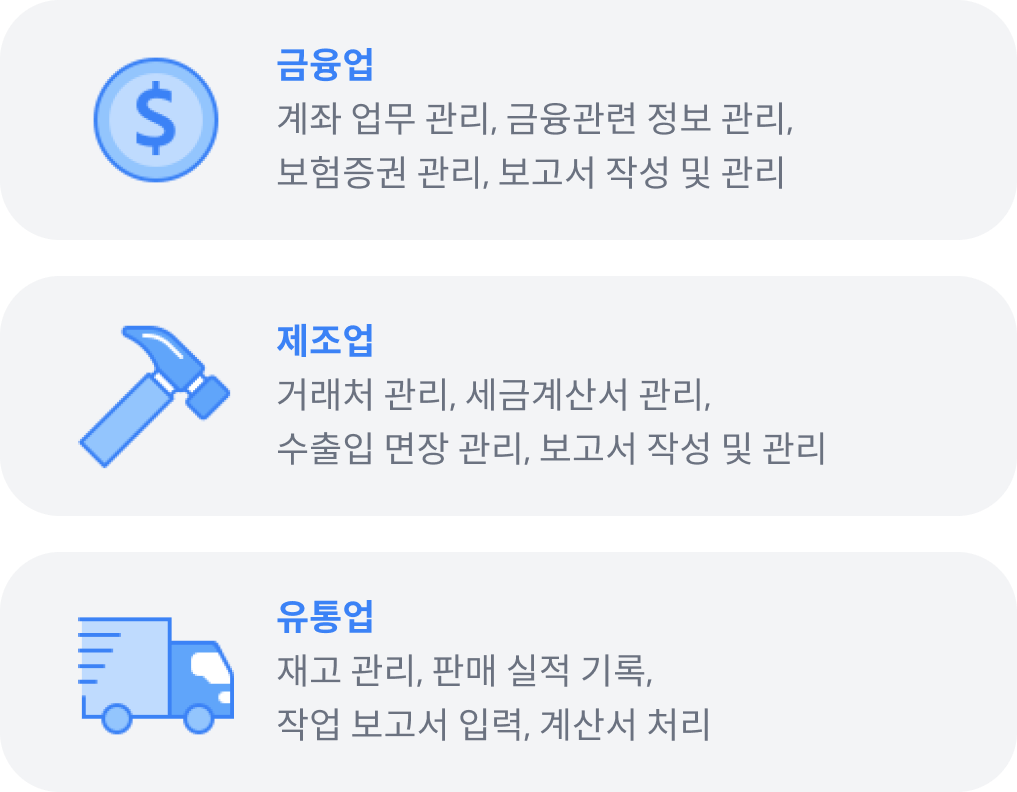 금융업
계좌 업무 관리, 금융관련 정보 관리,
보험증권 관리, 보고서 작성 및 관리
제조업
거래처 관리, 세금계산서 관리,
수출입 면장 관리, 보고서 작성 및 관리
유통업
재고 관리, 판매 실적 기록,
작업 보고서 입력, 계산서 처리